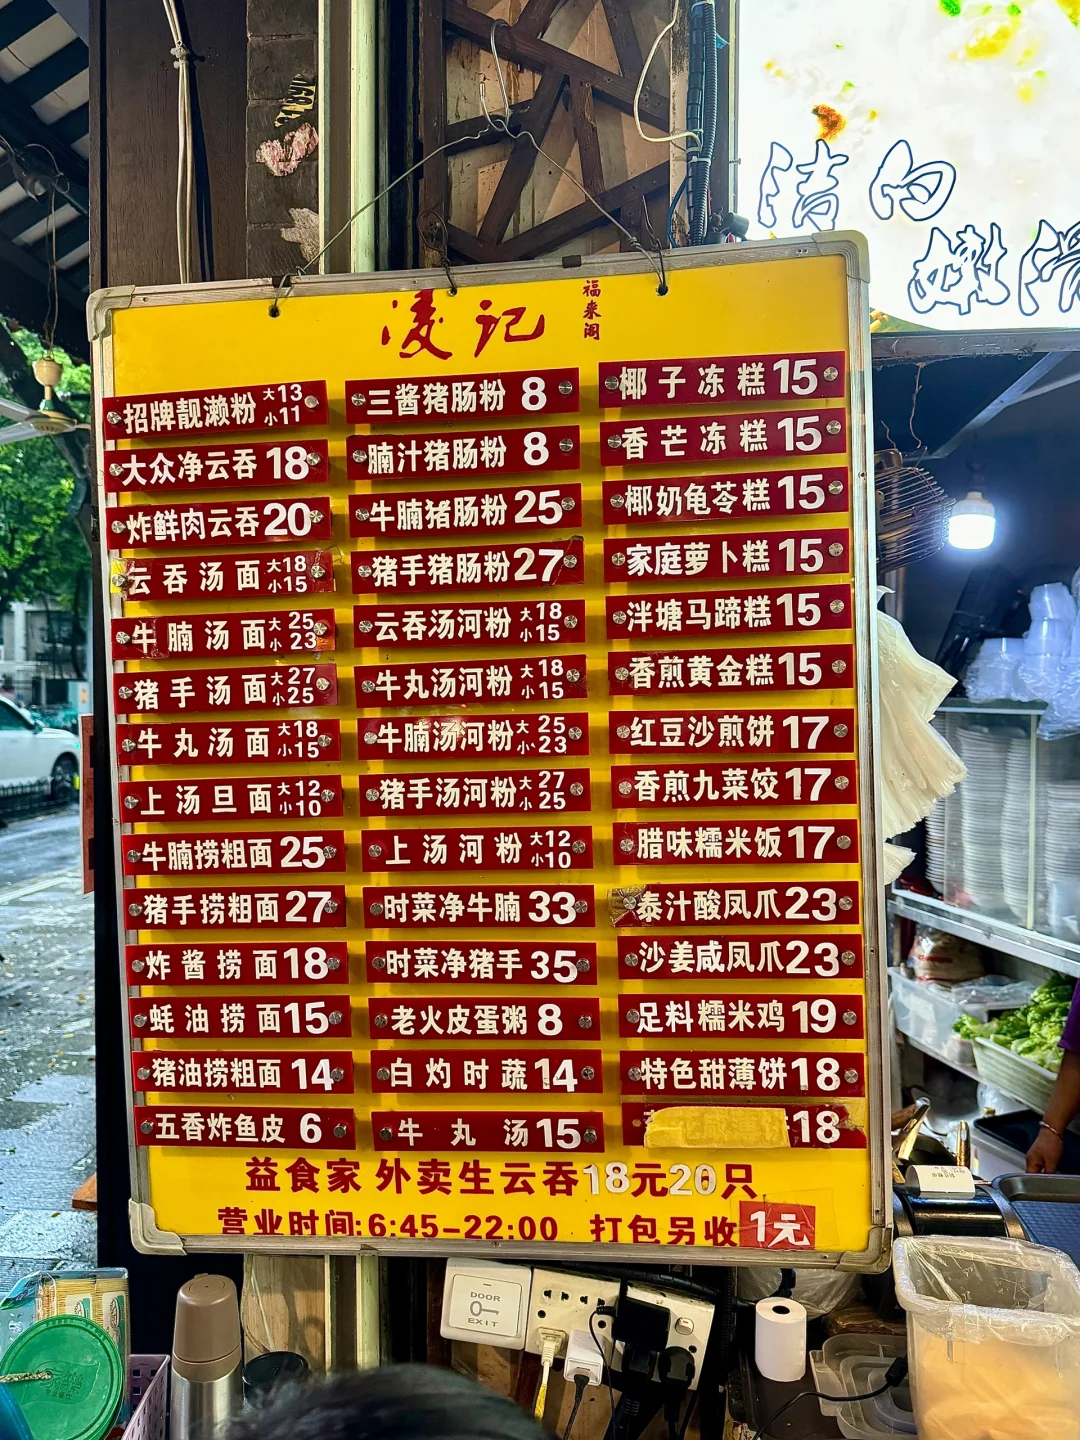 洁白
嫩滑
凌记
福来阁
招牌靓濑粉 大13 小11
大众净云吞 18
炸鲜肉云吞 20
云吞汤面 大18 小15
牛腩汤面 大25 小23
猪手汤面 大27 小25
牛丸汤面 大18 小15
上汤旦面 大12 小10
牛腩捞粗面 25
猪手捞粗面 27
炸酱捞面 18
蚝油捞面 15
猪油捞粗面 14
五香炸鱼皮 6
三酱猪肠粉 8
腩汁猪肠粉 8
牛腩猪肠粉 25
猪手猪肠粉 27
云吞汤河粉 大18 小15
牛丸汤河粉 大18 小15
牛腩汤河粉 大25 小23
猪手汤河粉 大27 小25
上汤河粉 大12 小10
时菜净牛腩 33
时菜净猪手 35
老火皮蛋粥 8
白灼时蔬 14
牛丸汤 15
椰子冻糕 15
香芒冻糕 15
椰奶龟苓糕 15
家庭萝卜糕 15
泮塘马蹄糕 15
香煎黄金糕 15
红豆沙煎饼 17
香煎九菜饺 17
腊味糯米饭 17
泰汁酸凤爪 23
沙姜咸凤爪 23
足料糯米鸡 19
特色甜薄饼 18
18
益食家 外卖生云吞18元20只
营业时间:6:45-22:00 打包另收1元
DOOR
EXIT